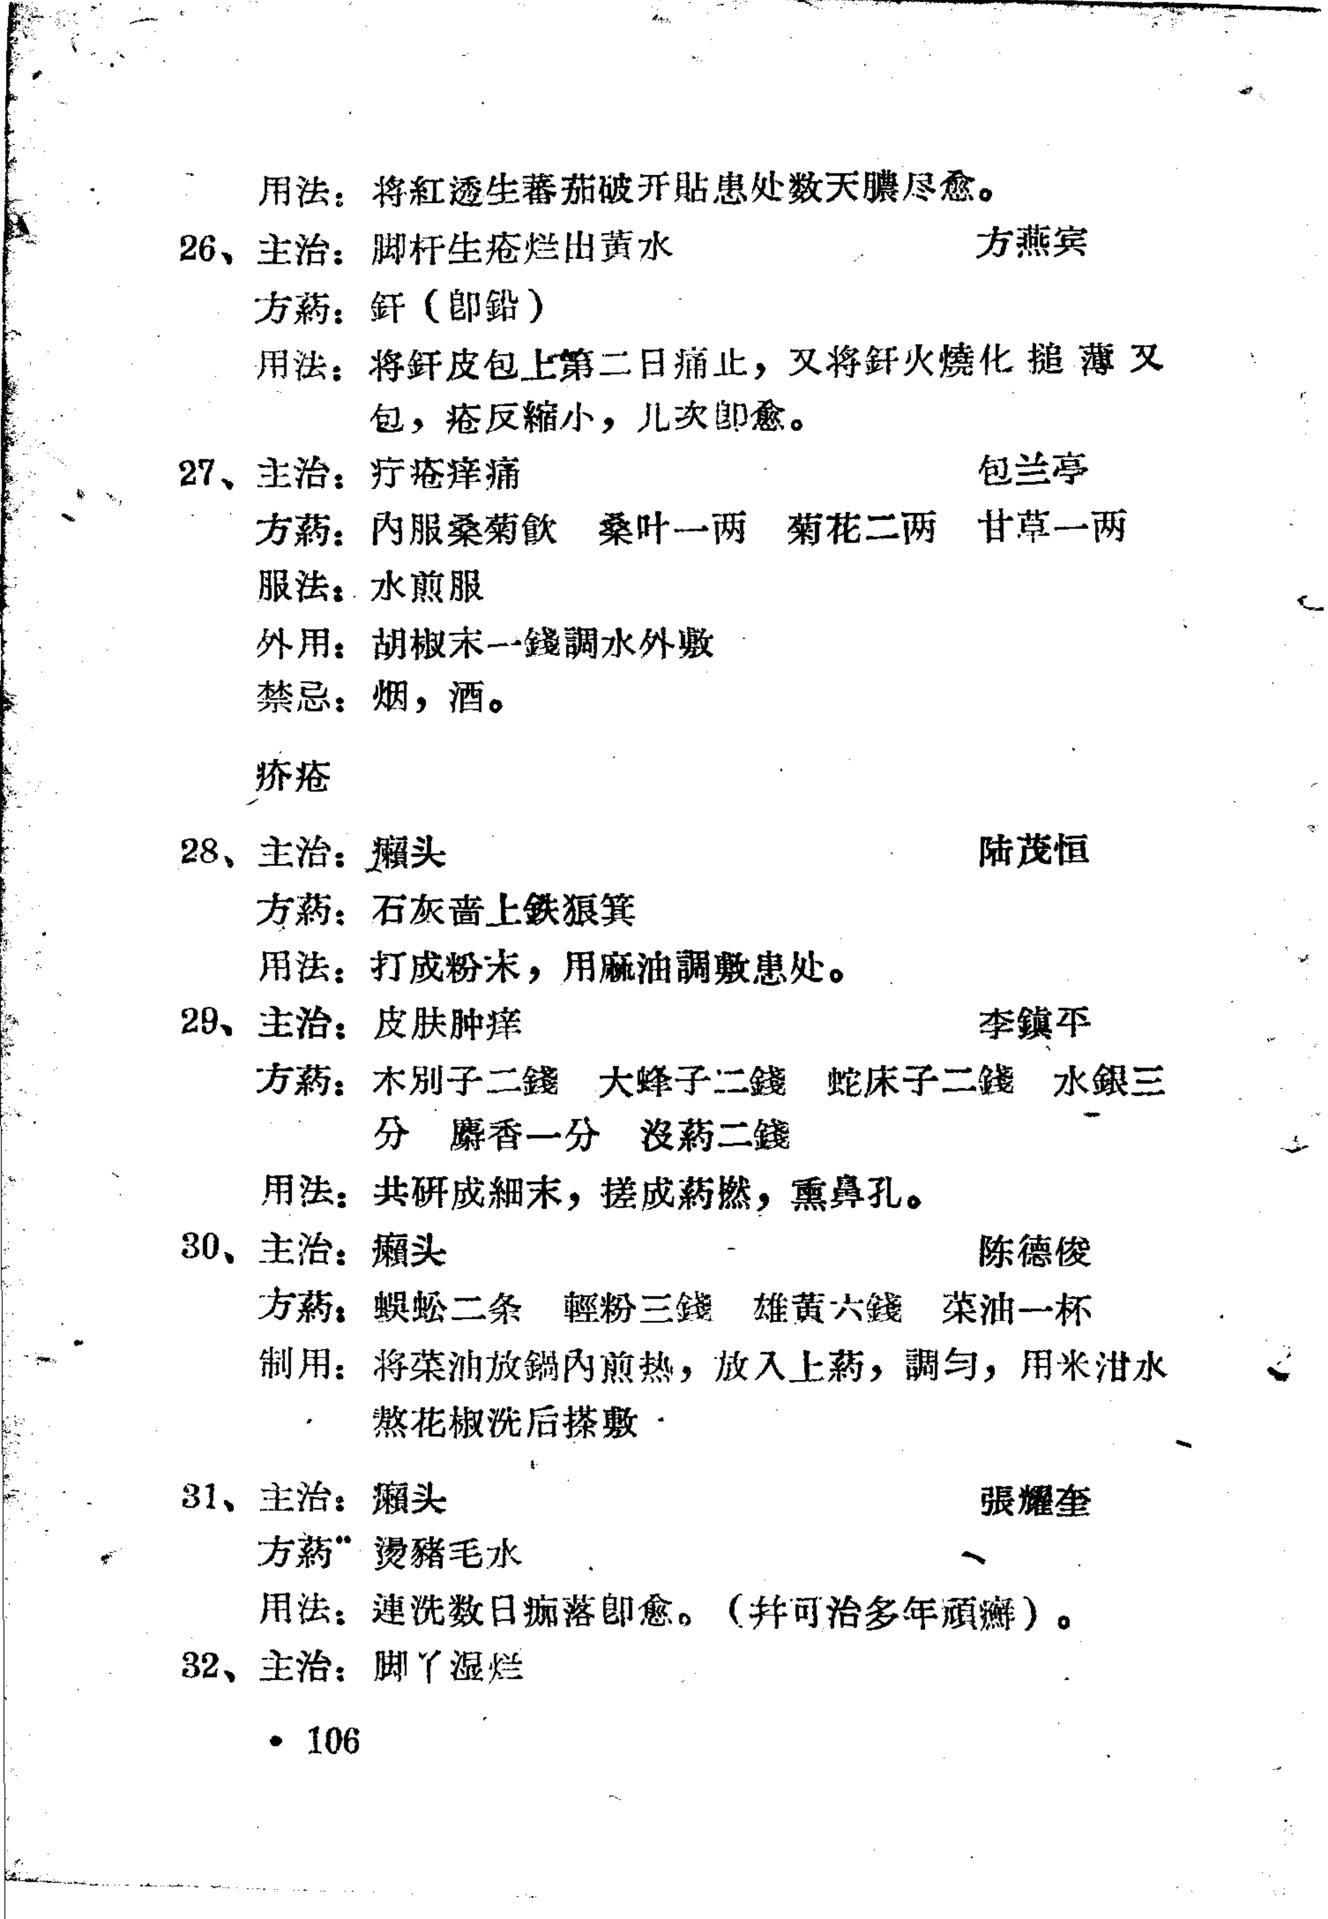 用法：将紅透生蕃茄破开貼患处数天膿尽愈。
26、主治：脚杆生疮烂出黄水　方燕宾
方葯：釬（卽鉛）
用法：将釬皮包上第二日痛止，又将釬火燒化搥薄又
包，疮反縮小，儿次卽愈。
27、主治：疔疮痒痛　包兰亭
方葯：內服桑菊飮　桑叶一两　菊花二两　甘草一两
服法：水煎服
外用：胡椒末一錢調水外敷
禁忌：烟，酒。
疥疮
28、主治：癞头　陆茂恒
方葯：石灰啬上鉄狠箕
用法：打成粉末，用麻油調敷患处。
29、主治：皮肤肿痒　李鎭平
方葯：木別子二錢　大蜂子二錢　蛇床子二錢　水銀三
分　麝香一分　沒葯二錢
用法：共研成細末，搓成葯撚，熏鼻孔。
30、主治：癞头　陈德俊
方葯：蜈蚣二条　輕粉三錢　雄黃六錢　菜油一杯
制用：将菜油放鍋內煎热，放入上葯，調匀，用米泔水
熬花椒洗后搽敷
31、主治：癞头　張耀奎
方葯"燙豬毛水
用法：連洗数日痂落卽愈。（幷可治多年頑癬）。
32、主治：脚丫湿烂
• 106